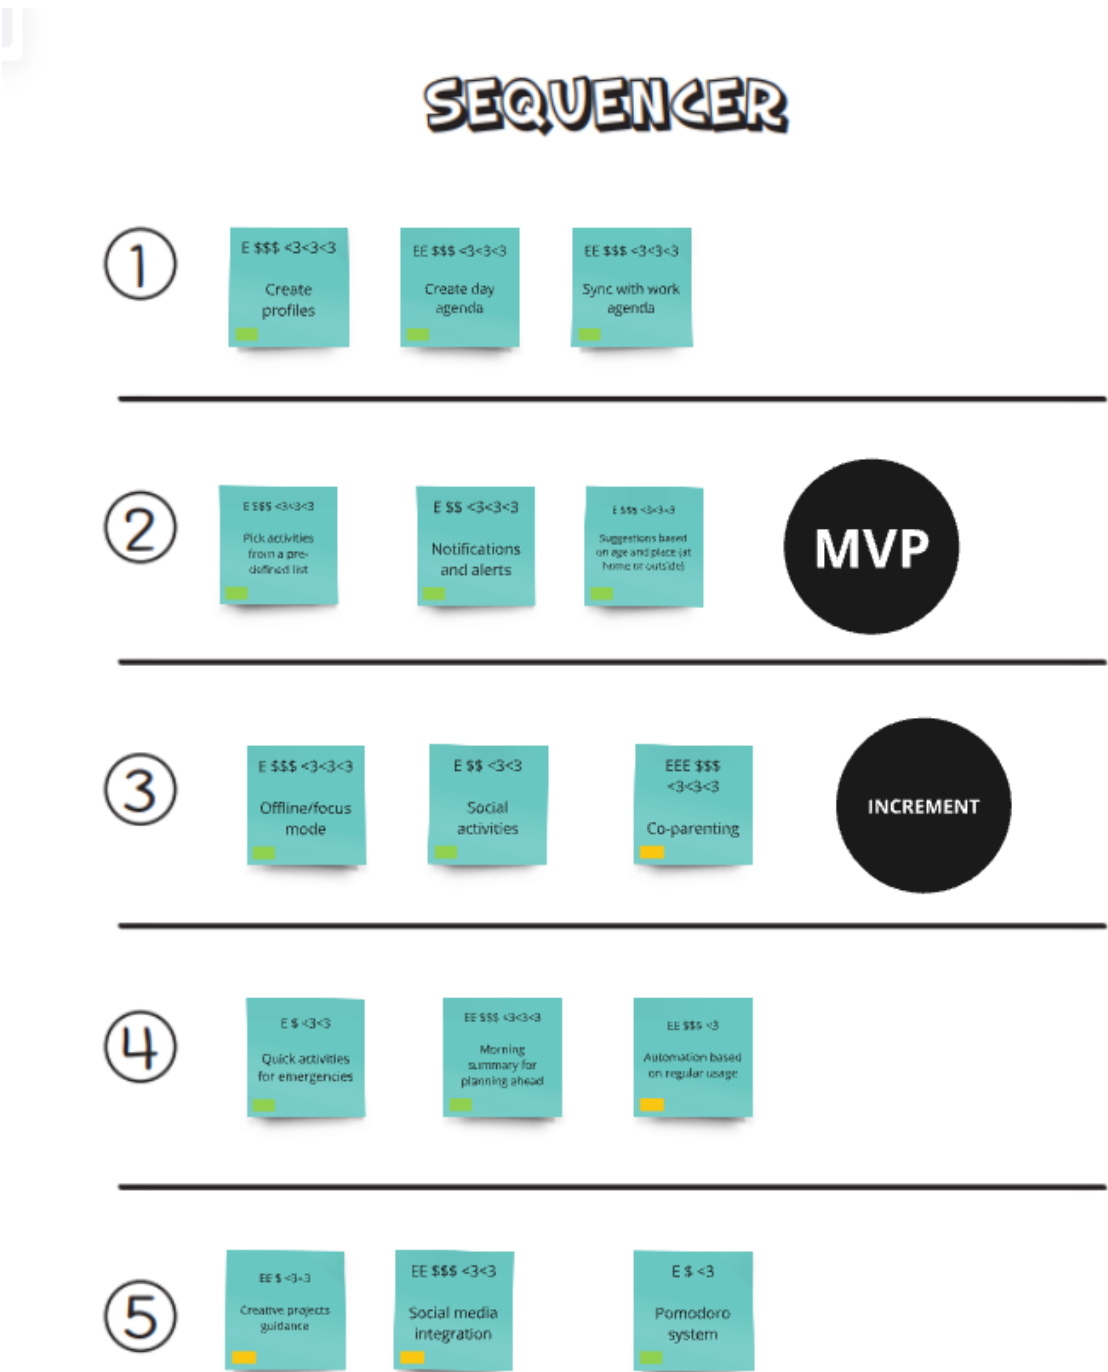 SEQUENCER
1
E $$$ <3<3<3
Create
profiles
EE $$$ <3<3<3
Create day
agenda
EE $$$ <3<3<3
Sync with work
agenda
2
E $$$ <3<3<3
Pick activities
from a pre-
defined list
E $$ <3<3<3
Notifications
and alerts
E $$$ <3<3<3
Suggestions based
on age and place (at
home or outside)
MVP
3
E $$$ <3<3<3
Offline/focus
mode
E $$ <3<3
Social
activities
EEE $$$
<3<3<3
Co-parenting
INCREMENT
4
E $ <3<3
Quick activities
for emergencies
EE $$$ <3<3<3
Morning
summary for
planning ahead
EE $$$ <3
Automation based
on regular usage
5
EE $ <3<3
Creative projects
guidance
EE $$$ <3<3
Social media
integration
E $ <3
Pomodoro
system